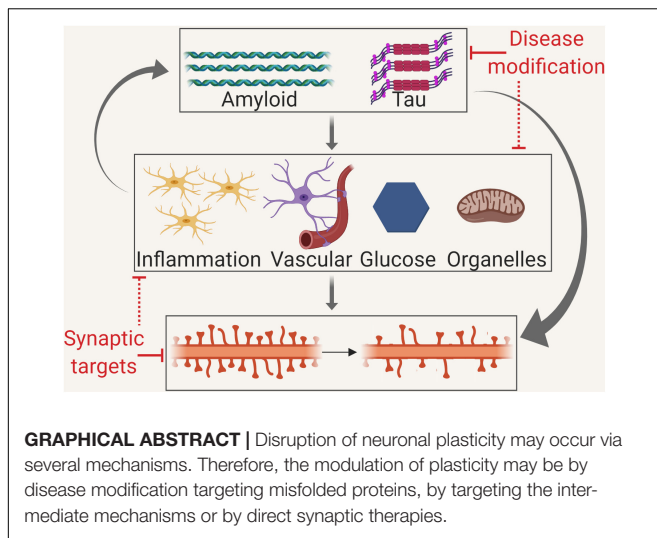 Disease
modification
Amyloid
Tau
Inflammation Vascular Glucose Organelles
Synaptic
targets
GRAPHICAL ABSTRACT | Disruption of neuronal plasticity may occur via
several mechanisms. Therefore, the modulation of plasticity may be by
disease modification targeting misfolded proteins, by targeting the inter-
mediate mechanisms or by direct synaptic therapies.